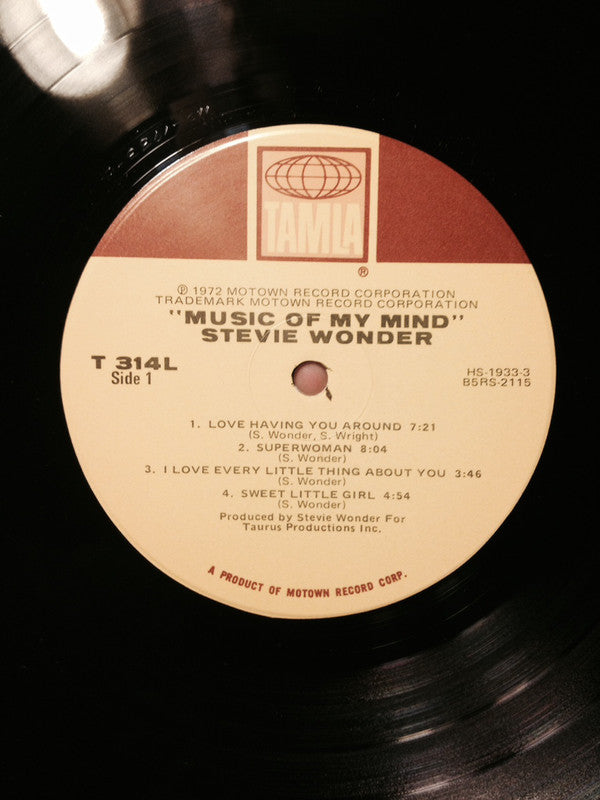 TAMLA
®
℗ 1972 MOTOWN RECORD CORPORATION
TRADEMARK MOTOWN RECORD CORPORATION
"MUSIC OF MY MIND"
STEVIE WONDER
T 314L
Side 1
HS-1933-3
B5RS-2115
1. LOVE HAVING YOU AROUND 7:21
(S. Wonder, S. Wright)
2. SUPERWOMAN 8:04
(S. Wonder)
3. I LOVE EVERY LITTLE THING ABOUT YOU 3:46
(S. Wonder)
4. SWEET LITTLE GIRL 4:54
(S. Wonder)
Produced by Stevie Wonder For
Taurus Productions Inc.
A PRODUCT OF MOTOWN RECORD CORP.